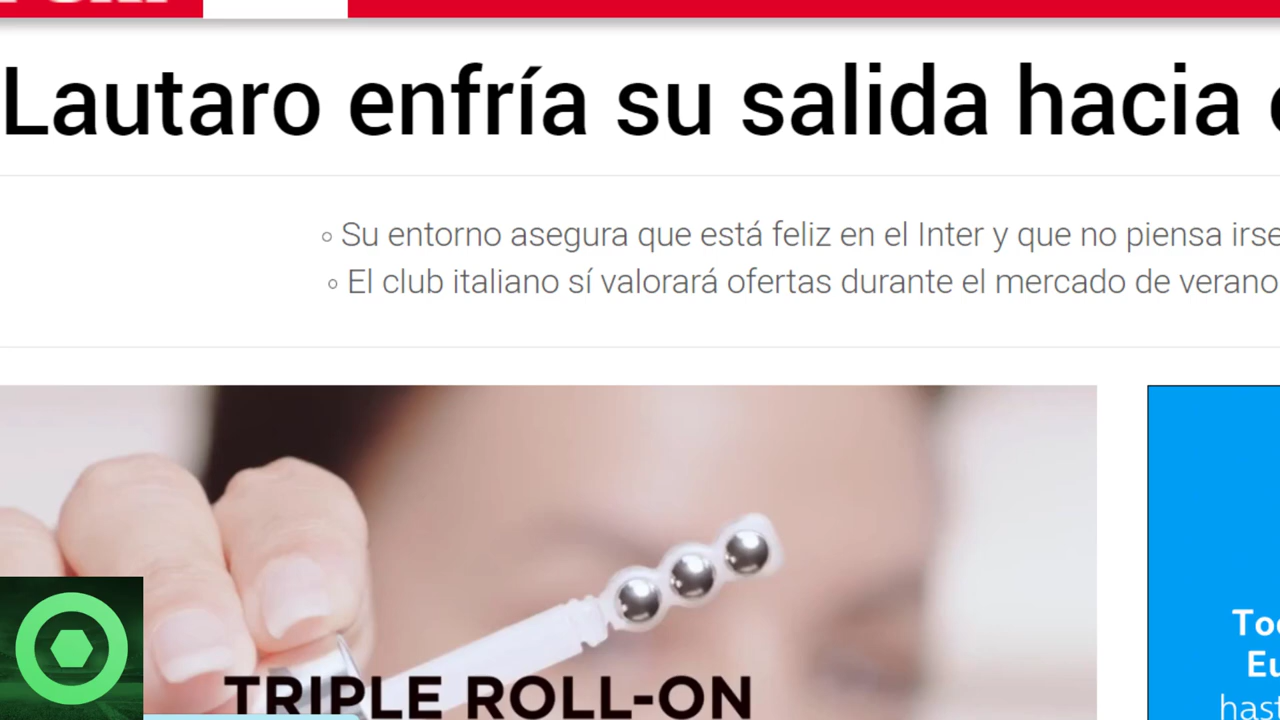 Lautaro enfría su salida hacia
Su entorno asegura que está feliz en el Inter y que no piensa irse
El club italiano sí valorará ofertas durante el mercado de verano
TRIPLE ROLL-ON